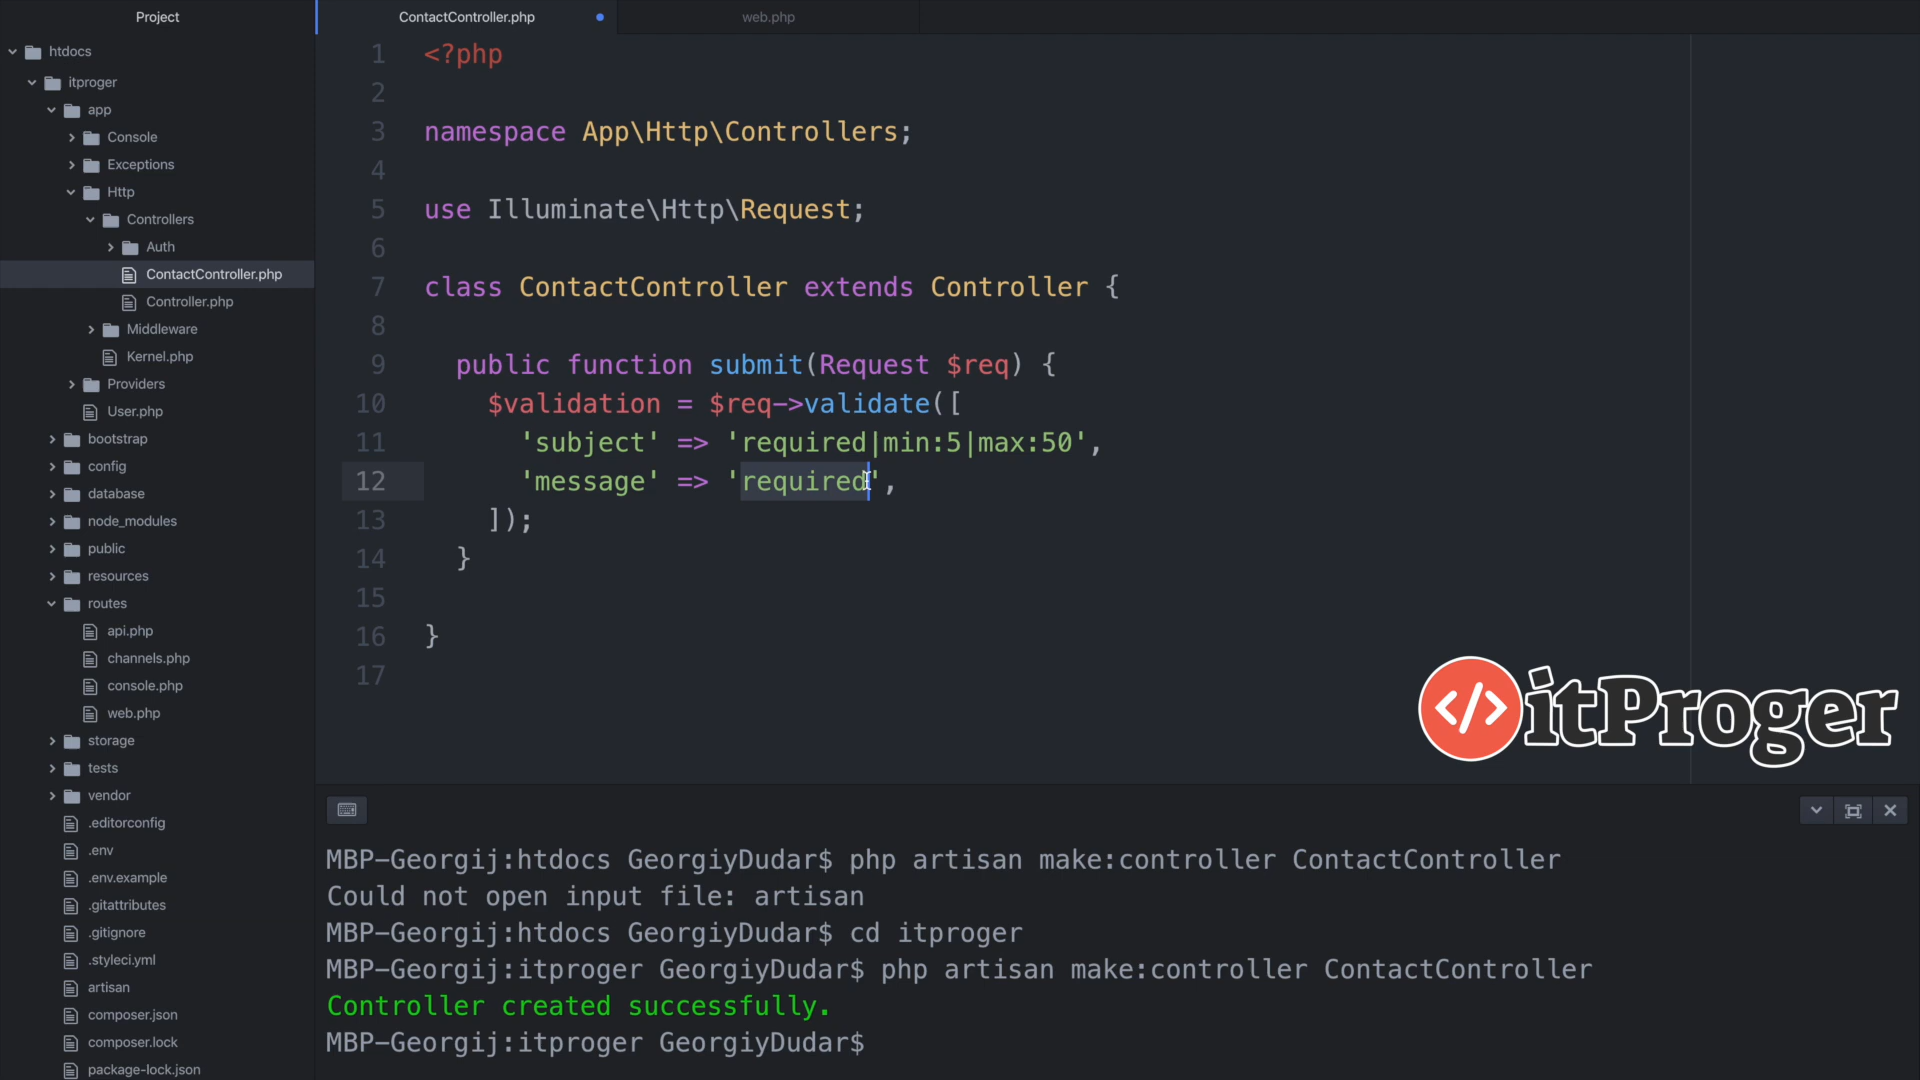 Project
htdocs
itproger
app
Console
Exceptions
Http
Controllers
Auth
ContactController.php
Controller.php
Middleware
Kernel.php
Providers
User.php
bootstrap
config
database
node_modules
public
resources
routes
api.php
channels.php
console.php
web.php
storage
tests
vendor
.editorconfig
.env
.env.example
.gitattributes
.gitignore
.styleci.yml
artisan
composer.json
composer.lock
package-lock.json
ContactController.php web.php
1 <?php
2
3 namespace App\Http\Controllers;
4
5 use Illuminate\Http\Request;
6
7 class ContactController extends Controller {
8
9 public function submit(Request $req) {
10 $validation = $req->validate([
11 'subject' => 'required|min:5|max:50',
12 'message' => 'required',
13 ]);
14 }
15
16 }
17
</> itProger
MBP-Georgij:htdocs GeorgiyDudar$ php artisan make:controller ContactController
Could not open input file: artisan
MBP-Georgij:htdocs GeorgiyDudar$ cd itproger
MBP-Georgij:itproger GeorgiyDudar$ php artisan make:controller ContactController
Controller created successfully.
MBP-Georgij:itproger GeorgiyDudar$